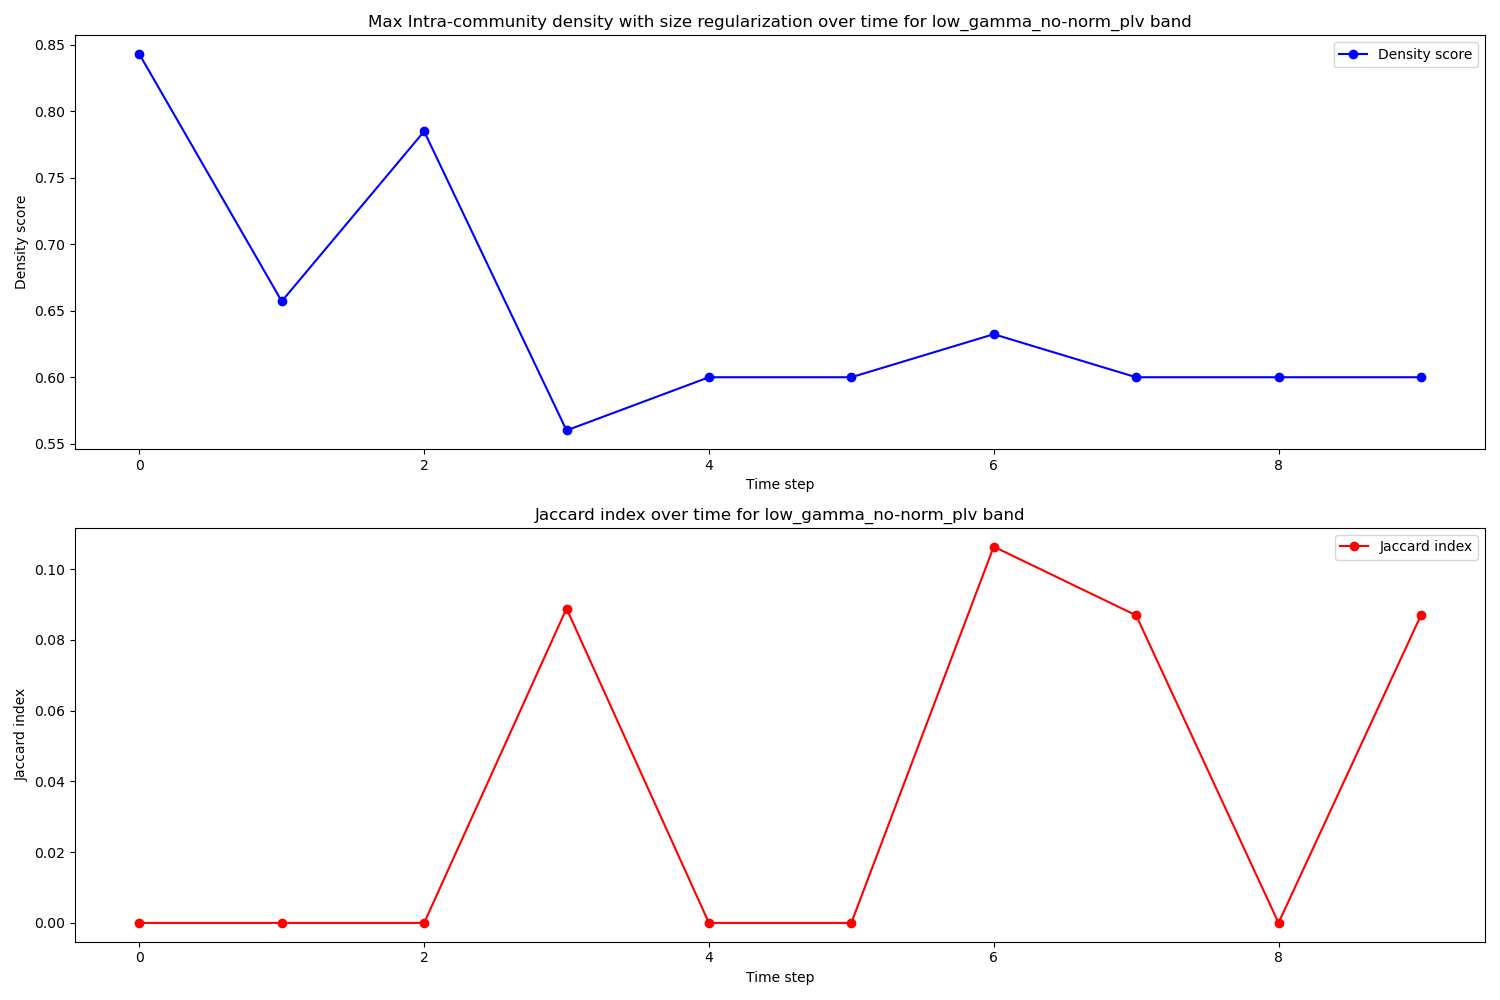 Max Intra-community density with size regularization over time for low_gamma_no-norm_plv band
Density score
0.85
0.80
0.75
0.70
0.65
0.60
0.55
Density score
0 2 4 6 8
Time step
Jaccard index over time for low_gamma_no-norm_plv band
Jaccard index
0.10
0.08
0.06
0.04
0.02
0.00
Jaccard index
0 2 4 6 8
Time step